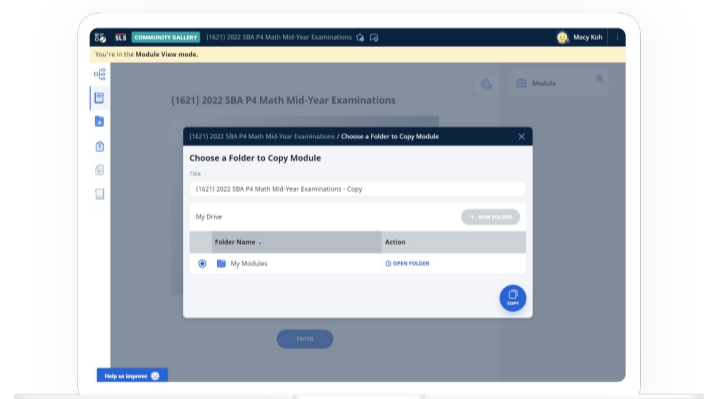 SLS COMMUNITY GALLERY (1621) 2022 SBA P4 Math Mid-Year Examinations Macy Koh
You're in the Module View mode.
Module
(1621) 2022 SBA P4 Math Mid-Year Examinations
(1621) 2022 SBA P4 Math Mid-Year Examinations / Choose a Folder to Copy Module
Choose a Folder to Copy Module
Title
(1621) 2022 SBA P4 Math Mid-Year Examinations - Copy
My Drive + NEW FOLDER
Folder Name Action
My Modules OPEN FOLDER
COPY
ENTER
Help us improve